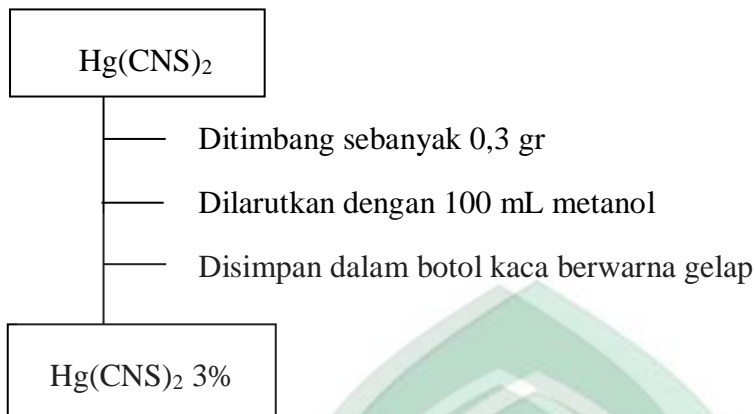 Hg(CNS)₂
Ditimbang sebanyak 0,3 gr
Dilarutkan dengan 100 mL metanol
Disimpan dalam botol kaca berwarna gelap
Hg(CNS)₂ 3%